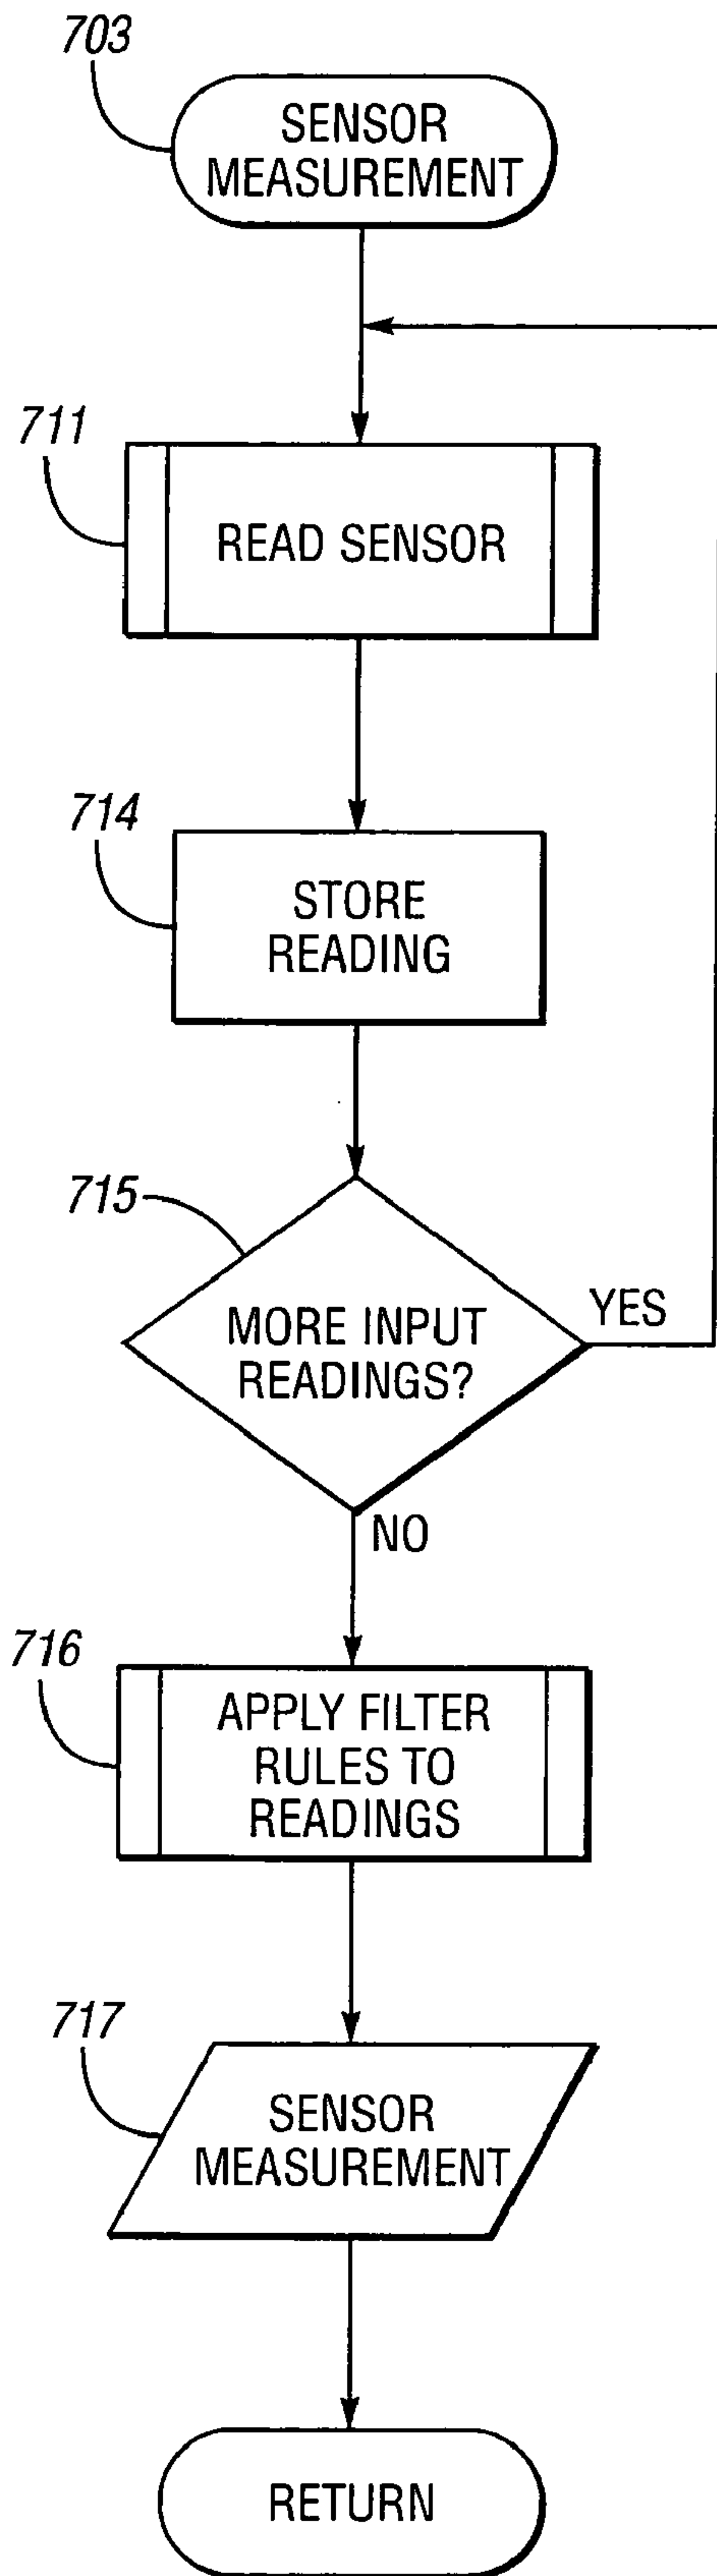 703
SENSOR
MEASUREMENT
711
READ SENSOR
714
STORE
READING
715
MORE INPUT
READINGS?
YES
NO
716
APPLY FILTER
RULES TO
READINGS
717
SENSOR
MEASUREMENT
RETURN